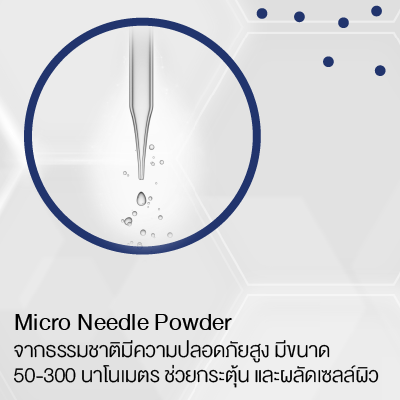 Micro Needle Powder
จากธรรมชาติมีความปลอดภัยสูง มีขนาด
50-300 นาโนเมตร ช่วยกระตุ้น และผลัดเซลล์ผิว